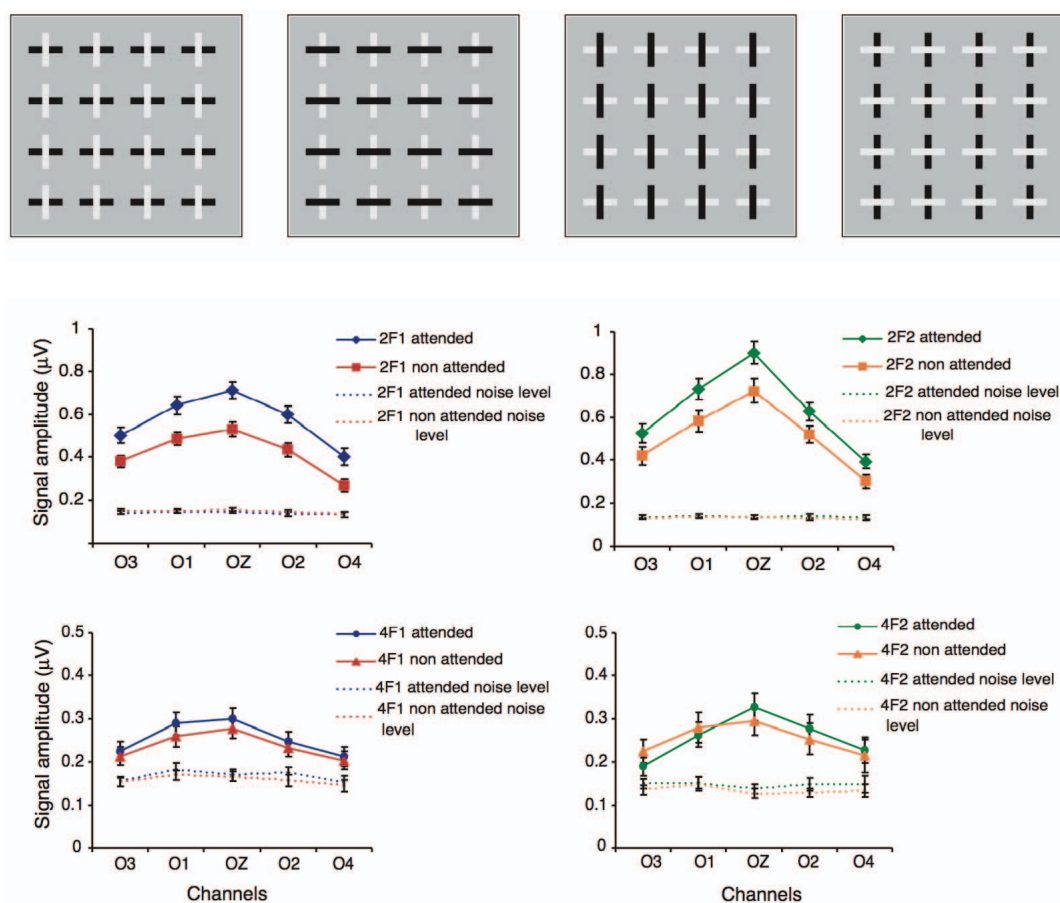 1
0.8
0.6
0.4
0.2
Signal amplitude (μV)
O3 O1 OZ O2 O4
2F1 attended
2F1 non attended
2F1 attended noise level
2F1 non attended noise
level
1
0.8
0.6
0.4
0.2
0
O3 O1 OZ O2 O4
2F2 attended
2F2 non attended
2F2 attended noise level
2F2 non attended noise
level
0.5
0.4
0.3
0.2
0.1
0
Signal amplitude (μV)
O3 O1 OZ O2 O4
Channels
4F1 attended
4F1 non attended
4F1 attended noise level
4F1 non attended noise
level
0.5
0.4
0.3
0.2
0.1
0
O3 O1 OZ O2 O4
Channels
4F2 attended
4F2 non attended
4F2 attended noise level
4F2 non attended noise
level